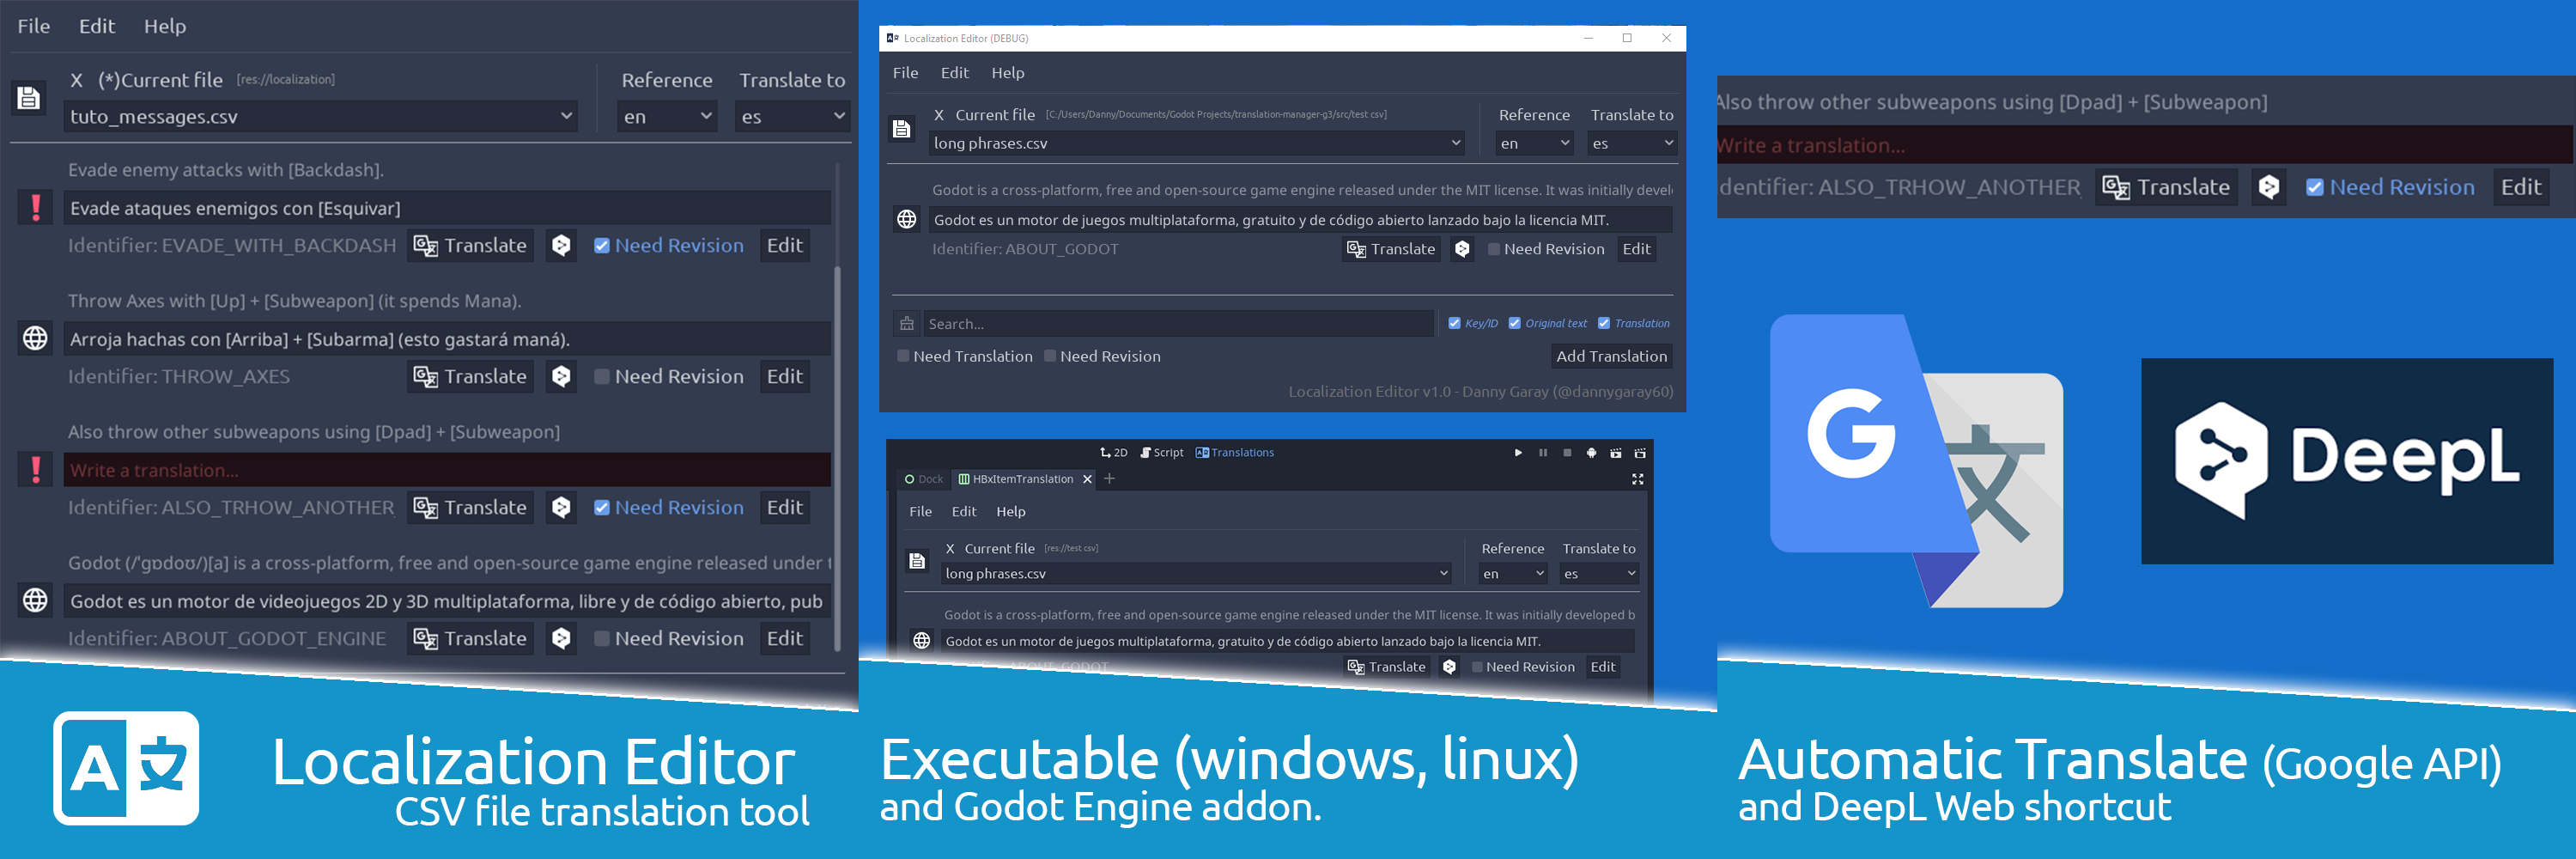 File Edit Help
X (*)Current file [res://localization] Reference Translate to
tuto_messages.csv en es
Evade enemy attacks with [Backdash].
Evade ataques enemigos con [Esquivar]
Identifier: EVADE_WITH_BACKDASH Translate Need Revision Edit
Throw Axes with [Up] + [Subweapon] (it spends Mana).
Arroja hachas con [Arriba] + [Subarma] (esto gastará maná).
Identifier: THROW_AXES Translate Need Revision Edit
Also throw other subweapons using [Dpad] + [Subweapon]
Write a translation...
Identifier: ALSO_TRHOW_ANOTHER Translate Need Revision Edit
Godot (/ˈɡɒdoʊ/)[a] is a cross-platform, free and open-source game engine released under t
Godot es un motor de videojuegos 2D y 3D multiplataforma, libre y de código abierto, pub
Identifier: ABOUT_GODOT_ENGINE Translate Need Revision Edit
A文
Localization Editor
CSV file translation tool
Localization Editor (DEBUG)
File Edit Help
X Current file [C:/Users/Danny/Documents/Godot Projects/translation-manager-g3/src/test csv] Reference Translate to
long phrases.csv en es
Godot is a cross-platform, free and open-source game engine released under the MIT license. It was initially devel
Godot es un motor de juegos multiplataforma, gratuito y de código abierto lanzado bajo la licencia MIT.
Identifier: ABOUT_GODOT Translate Need Revision Edit
Search... Key/ID Original text Translation
Need Translation Need Revision Add Translation
Localization Editor v1.0 - Danny Garay (@dannygaray60)
2D Script Translations
Dock HBxItemTranslation
File Edit Help
X Current file [res://test csv] Reference Translate to
long phrases.csv en es
Godot is a cross-platform, free and open-source game engine released under the MIT license. It was initially developed b
Godot es un motor de juegos multiplataforma, gratuito y de código abierto lanzado bajo la licencia MIT.
ABOUT_GODOT Translate Need Revision Edit
Executable (windows, linux)
and Godot Engine addon.
Also throw other subweapons using [Dpad] + [Subweapon]
Write a translation...
dentifier: ALSO_TRHOW_ANOTHER Translate Need Revision Edit
G文
DeepL
Automatic Translate (Google API)
and DeepL Web shortcut